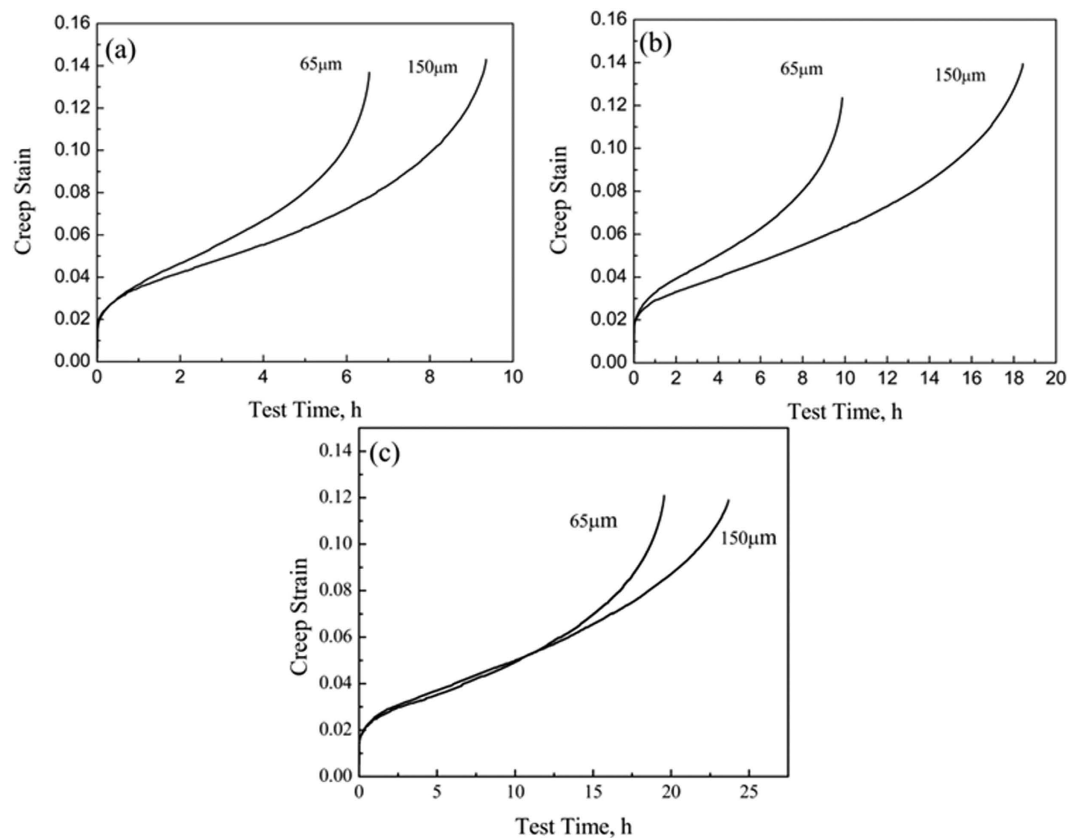 (a)
65μm
150μm
0.16
0.14
0.12
0.10
0.08
0.06
0.04
0.02
0.00
Creep Stain
0 2 4 6 8 10
Test Time, h
(b)
65μm
150μm
0.16
0.14
0.12
0.10
0.08
0.06
0.04
0.02
0.00
Creep Stain
0 2 4 6 8 10 12 14 16 18 20
Test Time, h
(c)
65μm
150μm
0.14
0.12
0.10
0.08
0.06
0.04
0.02
0.00
Creep Strain
0 5 10 15 20 25
Test Time, h